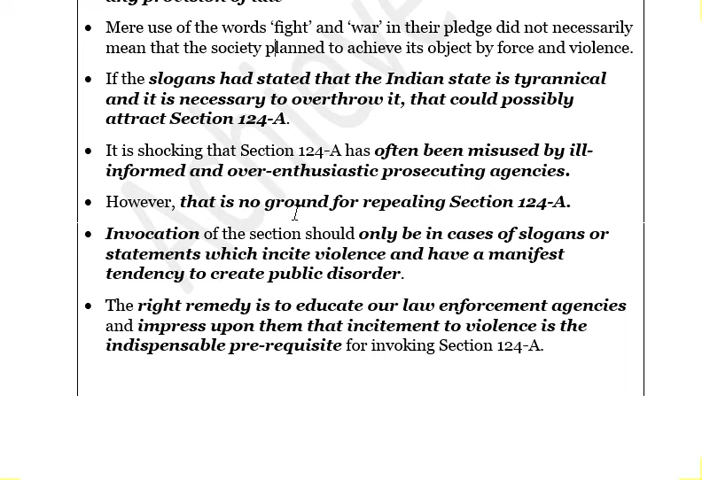 any provision of law
• Mere use of the words ‘fight’ and ‘war’ in their pledge did not necessarily
mean that the society planned to achieve its object by force and violence.
• If the slogans had stated that the Indian state is tyrannical
and it is necessary to overthrow it, that could possibly
attract Section 124-A.
• It is shocking that Section 124-A has often been misused by ill-
informed and over-enthusiastic prosecuting agencies.
• However, that is no ground for repealing Section 124-A.
• Invocation of the section should only be in cases of slogans or
statements which incite violence and have a manifest
tendency to create public disorder.
• The right remedy is to educate our law enforcement agencies
and impress upon them that incitement to violence is the
indispensable pre-requisite for invoking Section 124-A.
Achieve